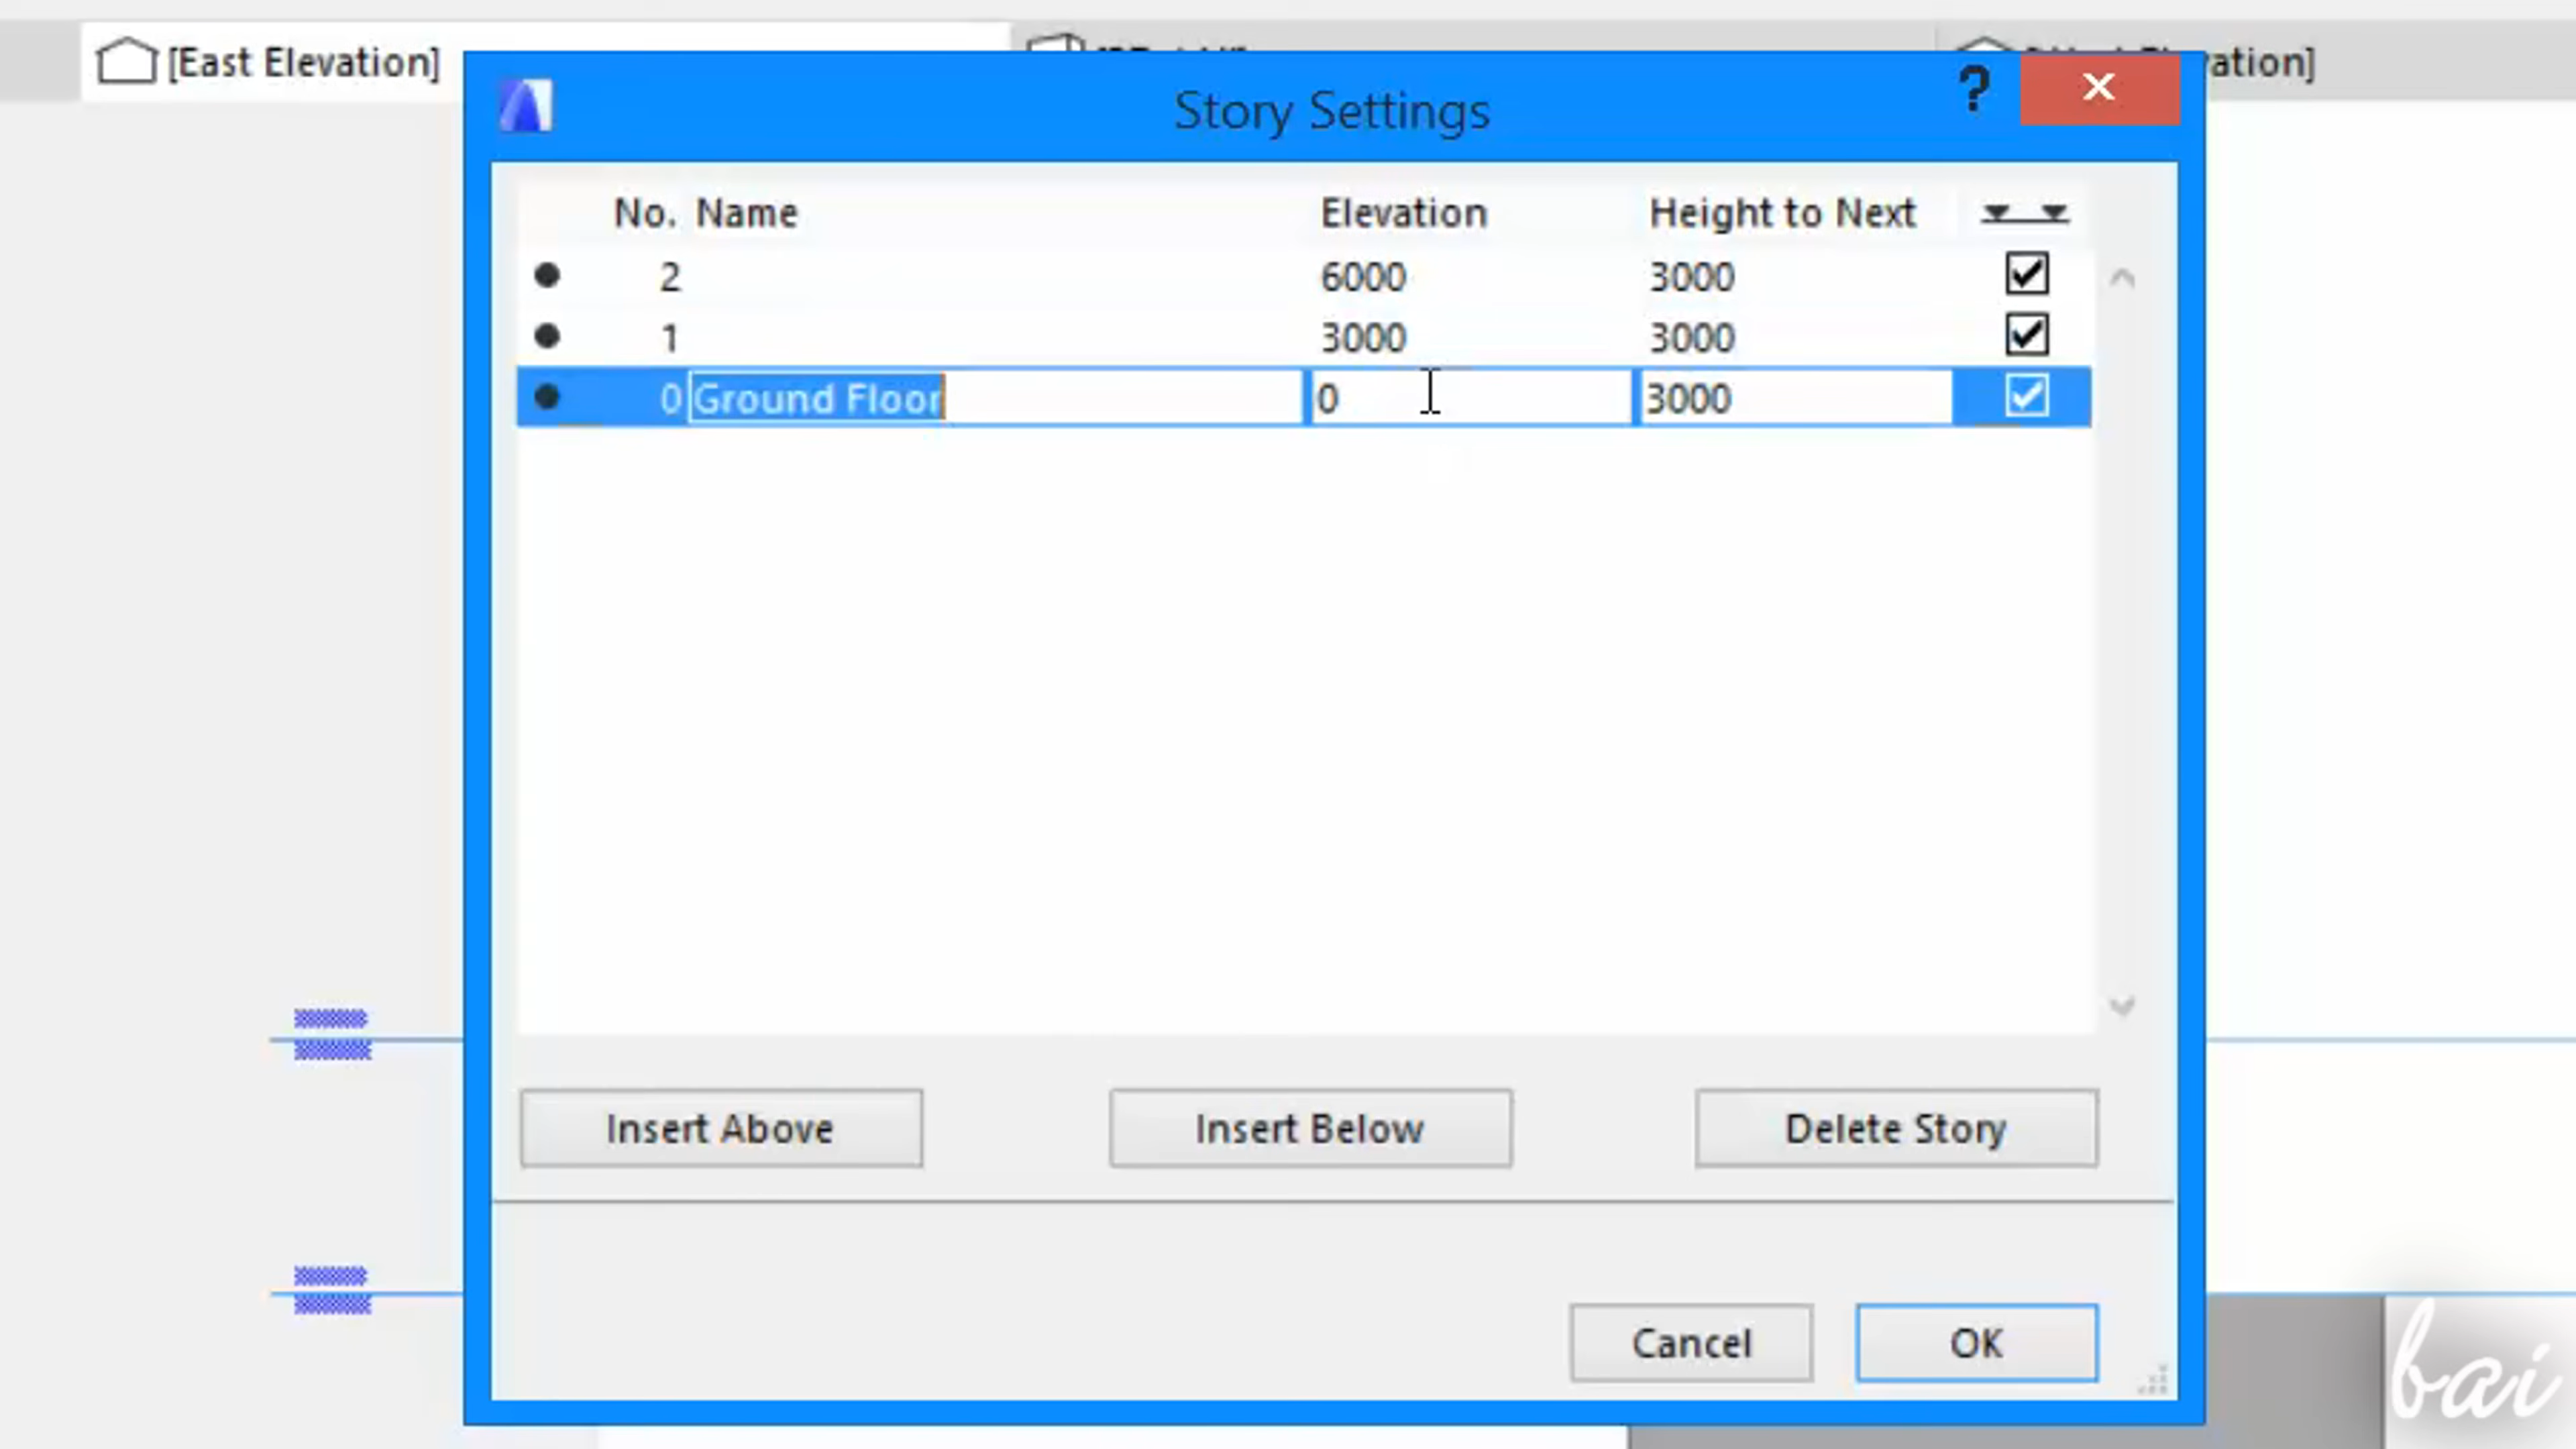 [East Elevation]
ation]
Story Settings
?
No. Name Elevation Height to Next
2 6000 3000
1 3000 3000
0 Ground Floor 0 3000
Insert Above Insert Below Delete Story
Cancel OK
bai